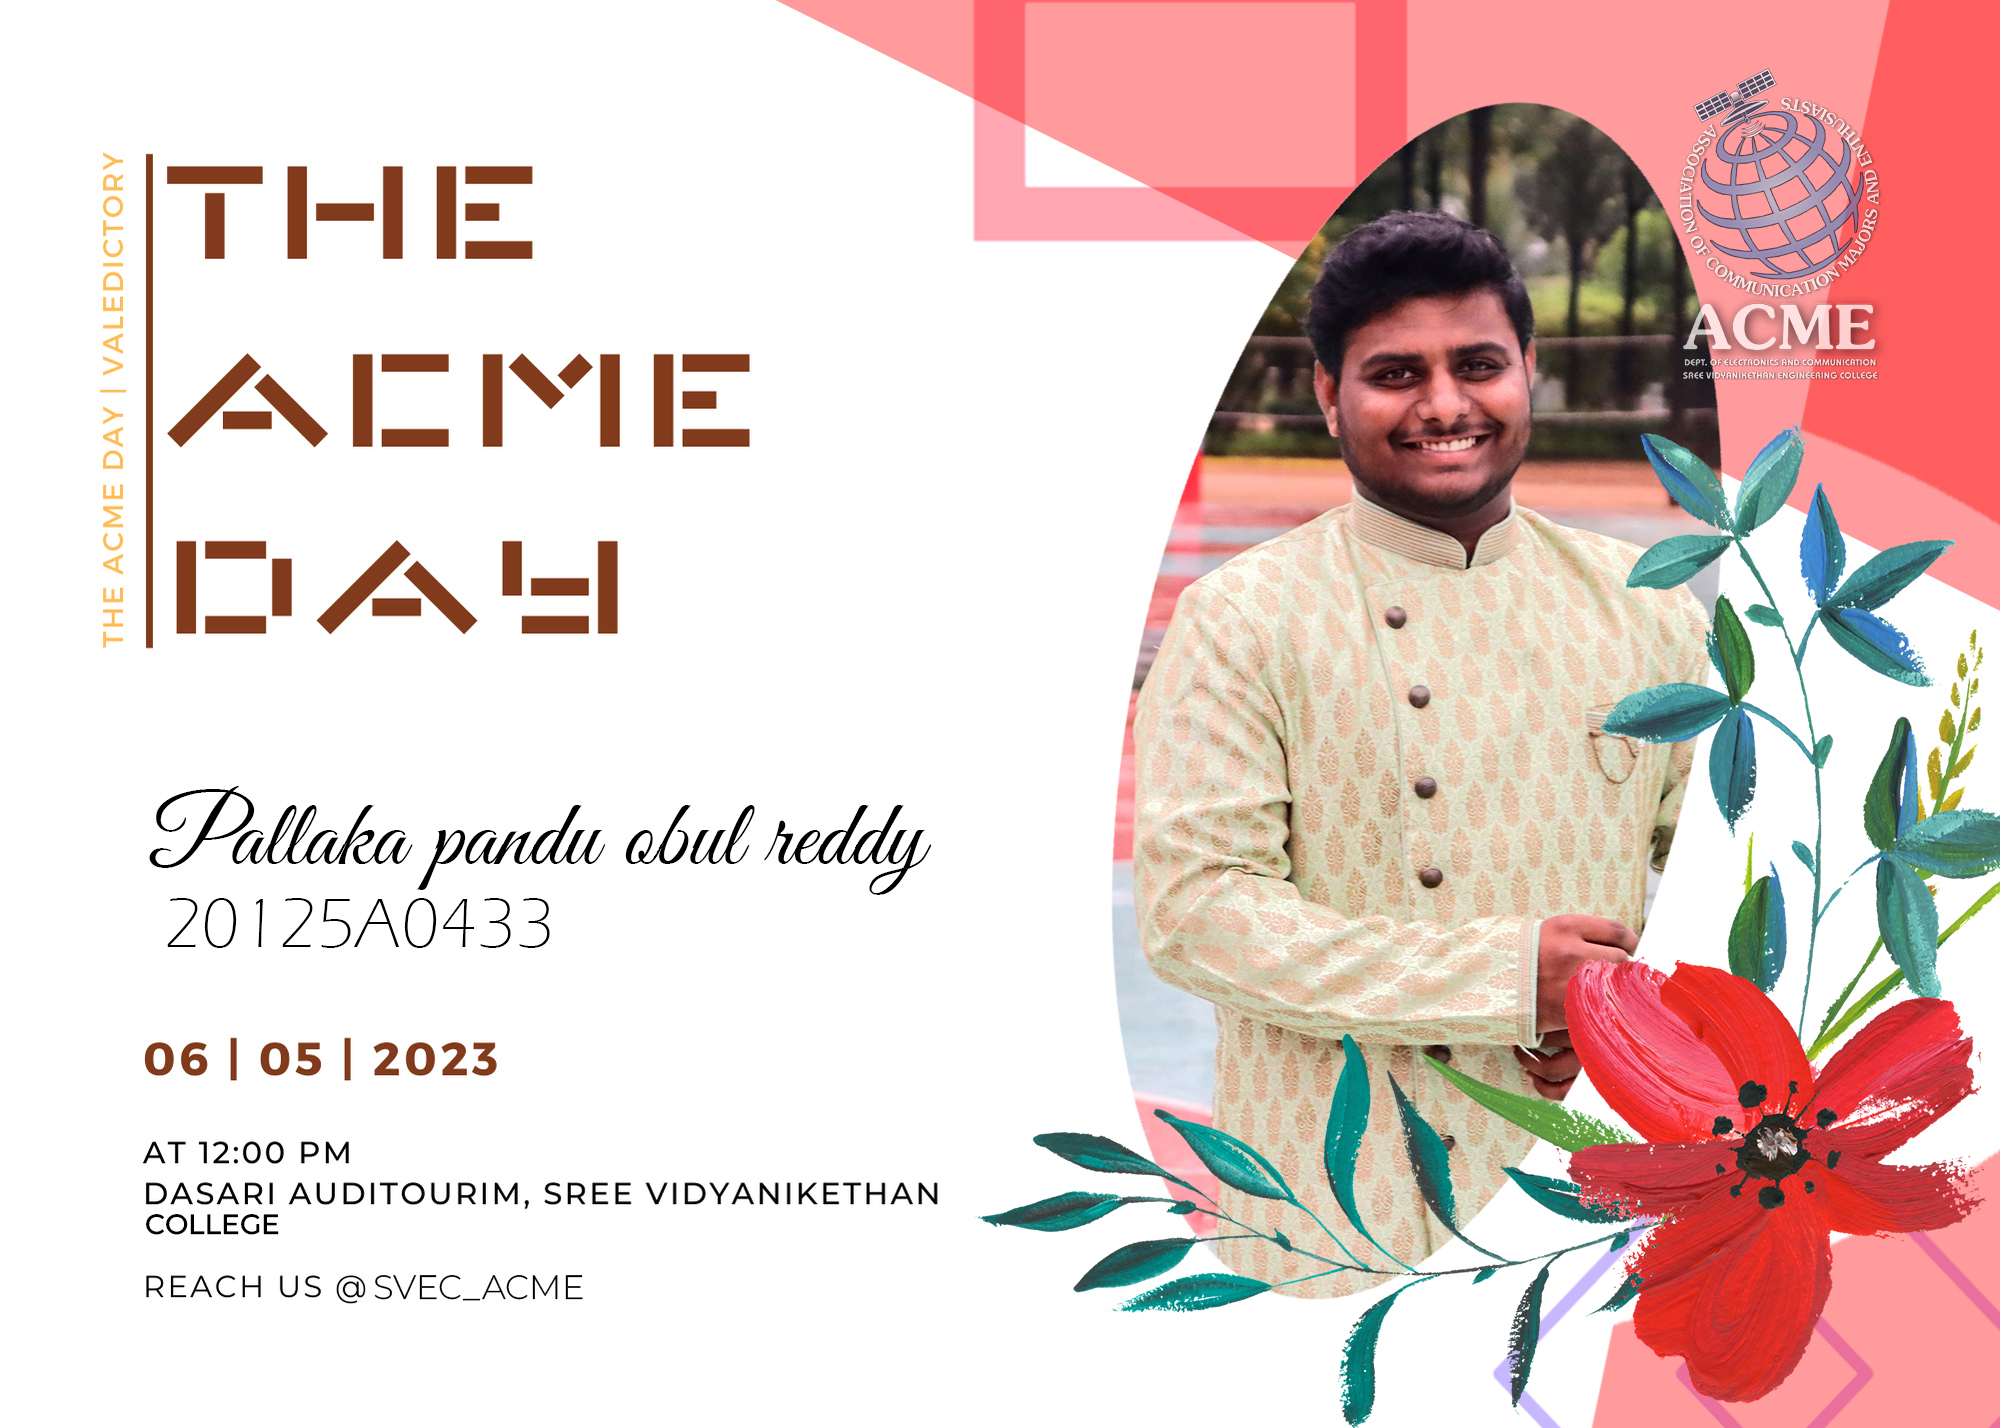 THE ACME DAY | VALEDICTORY
THE
ACME
DAY
Pallaka pandu obul reddy
20125A0433
06 | 05 | 2023
AT 12:00 PM
DASARI AUDITOURIM, SREE VIDYANIKETHAN
COLLEGE
REACH US @SVEC_ACME
ASSOCIATION OF COMMUNICATION MAJORS AND ENTHUSIASTS
ACME
DEPT. OF ELECTRONICS AND COMMUNICATION
SREE VIDYANIKETHAN ENGINEERING COLLEGE